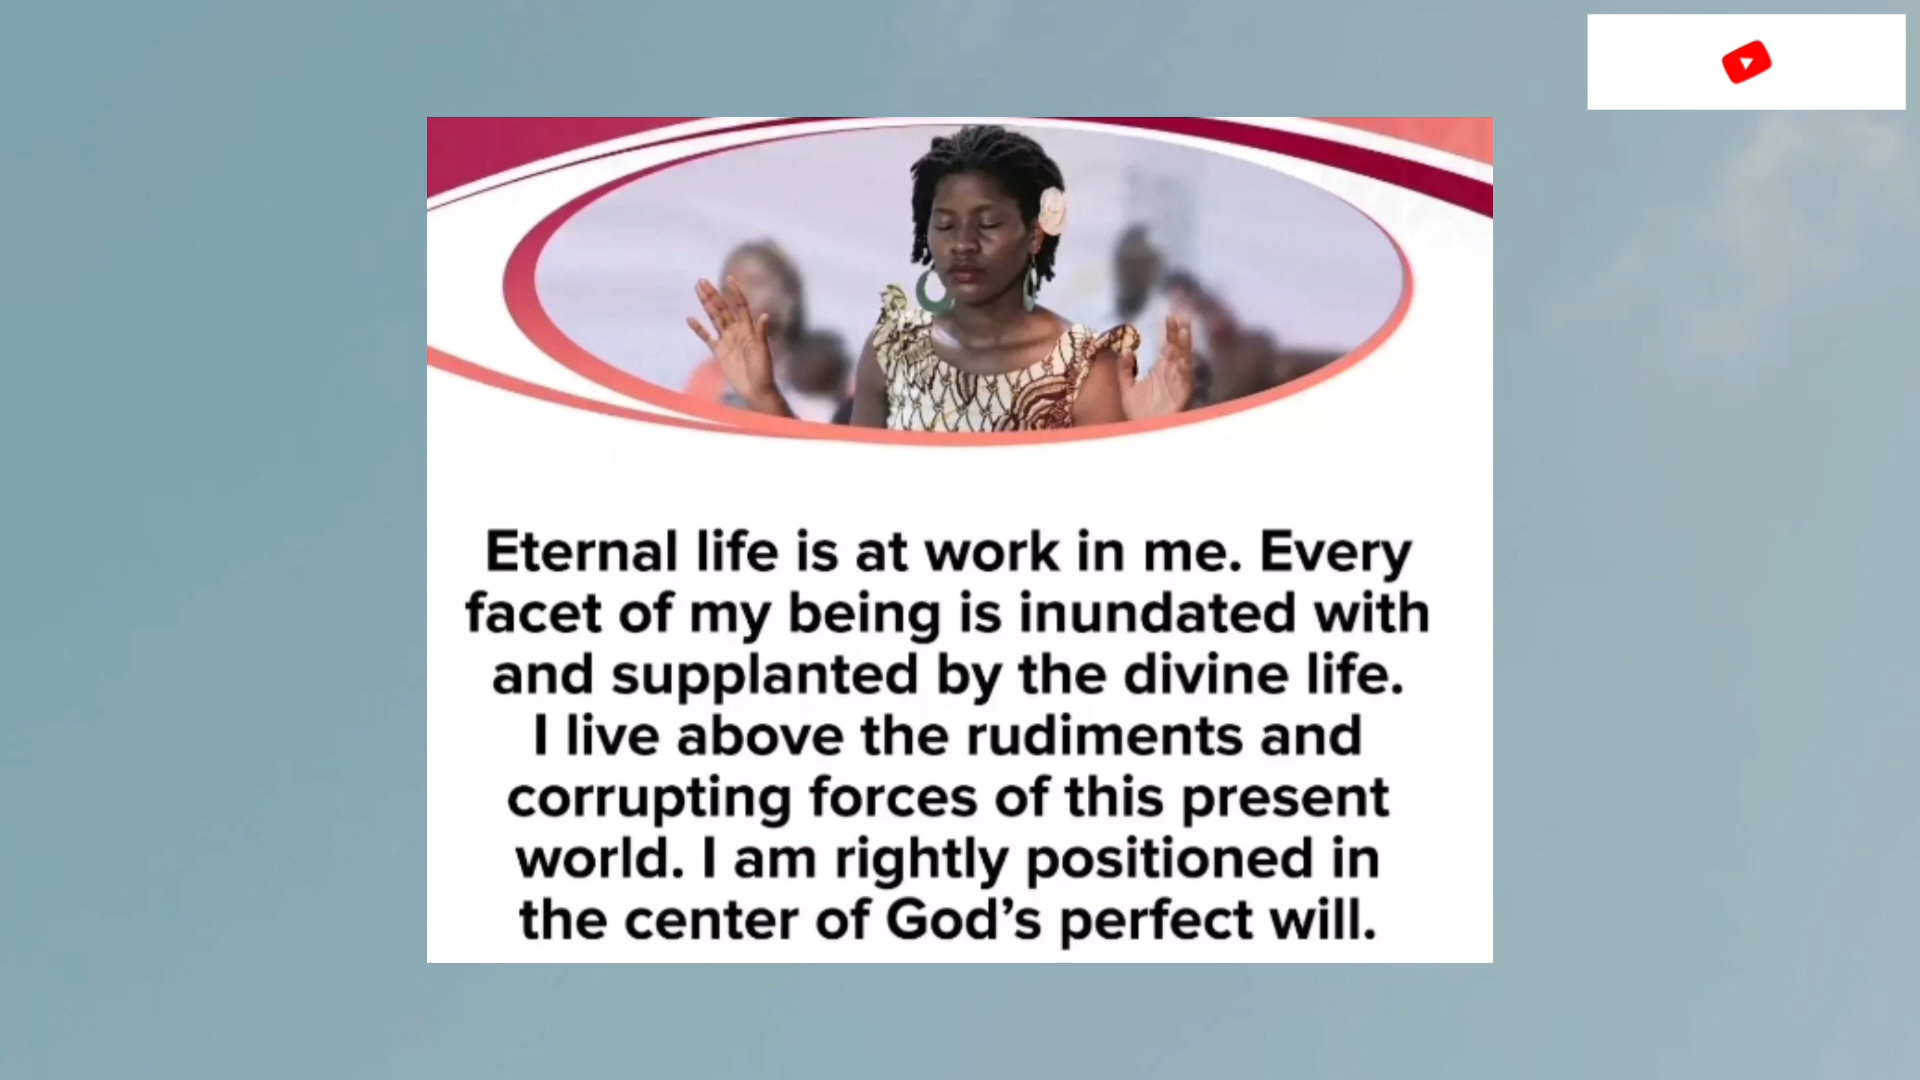 Eternal life is at work in me. Every
facet of my being is inundated with
and supplanted by the divine life.
I live above the rudiments and
corrupting forces of this present
world. I am rightly positioned in
the center of God’s perfect will.